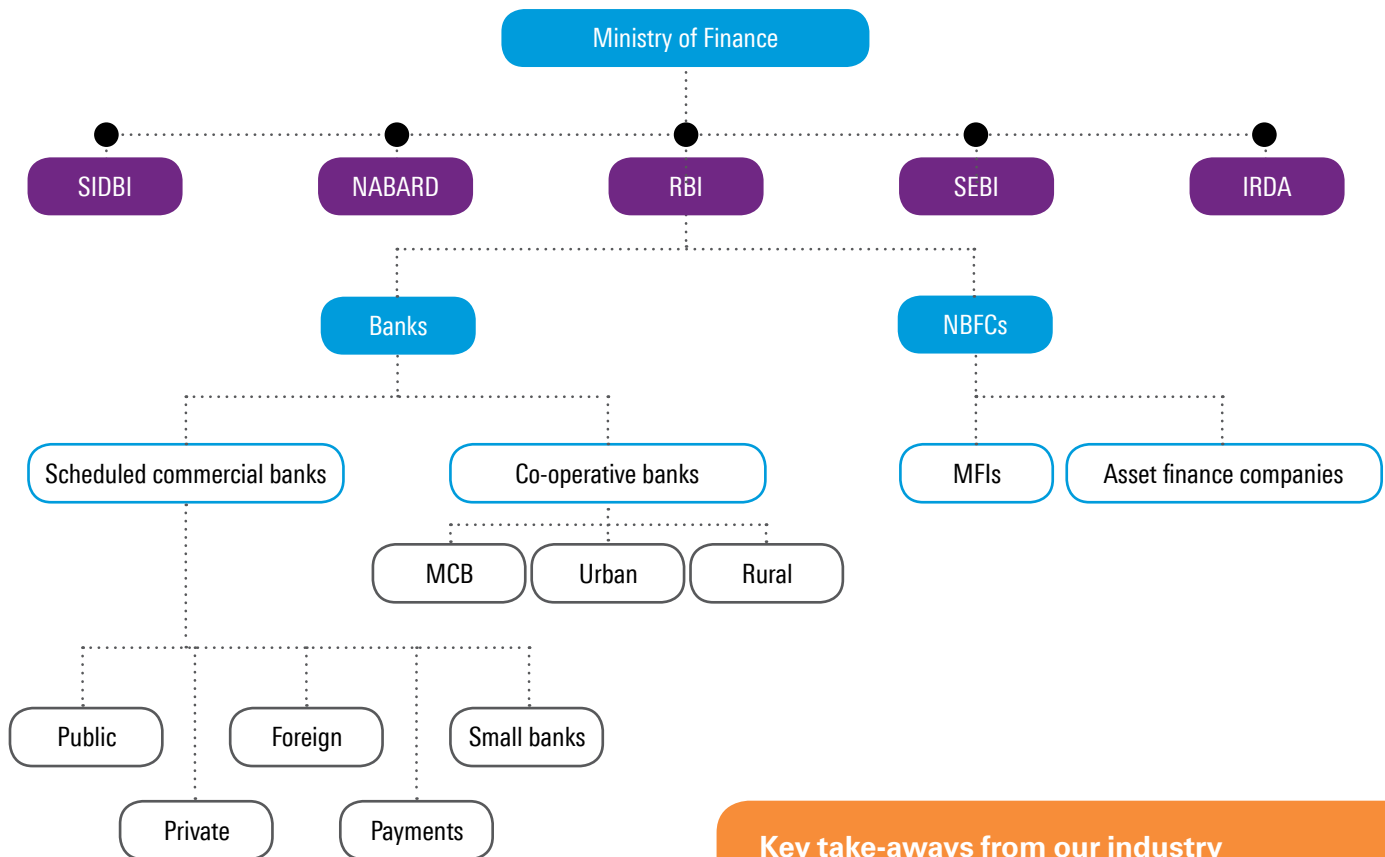 Ministry of Finance
SIDBI
NABARD
RBI
SEBI
IRDA
Banks
NBFCs
Scheduled commercial banks
Co-operative banks
MFIs
Asset finance companies
MCB
Urban
Rural
Public
Foreign
Small banks
Private
Payments
Key take-aways from our industry